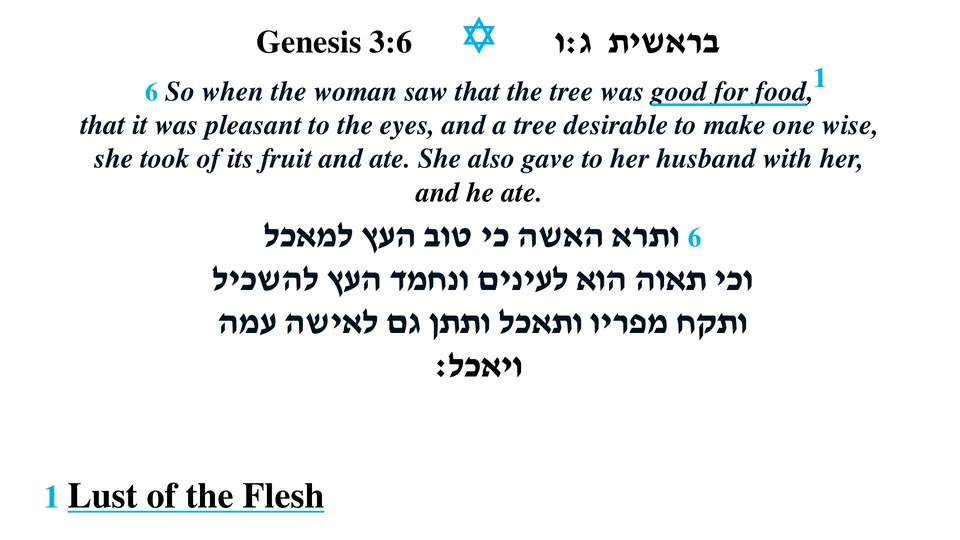 Genesis 3:6 ✡ בראשית ג:ו
6 So when the woman saw that the tree was good for food,1
that it was pleasant to the eyes, and a tree desirable to make one wise,
she took of its fruit and ate. She also gave to her husband with her,
and he ate.
6 ותרא האשה כי טוב העץ למאכל
וכי תאוה הוא לעינים ונחמד העץ להשכיל
ותקח מפריו ותאכל ותתן גם לאישה עמה
ויאכל:
1 Lust of the Flesh